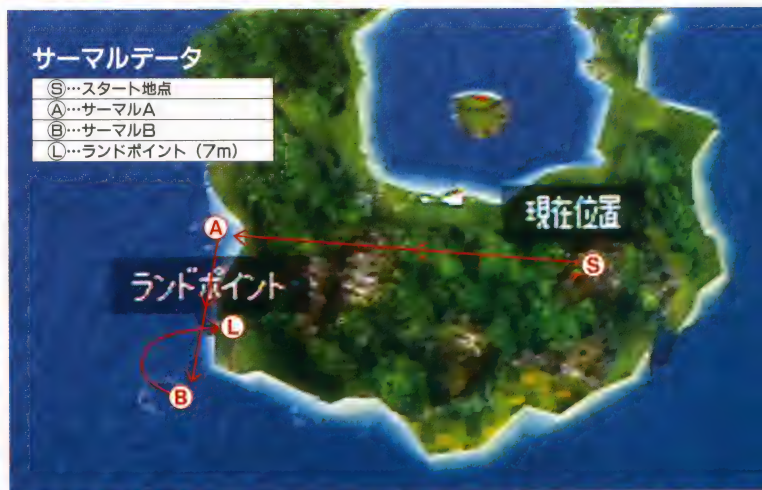 サーマルデータ
Ⓢ…スタート地点
Ⓐ…サーマルA
Ⓑ…サーマルB
Ⓛ…ランドポイント（7m）
現在位置
Ⓐ
Ⓢ
ランドポイント
Ⓛ
Ⓑ